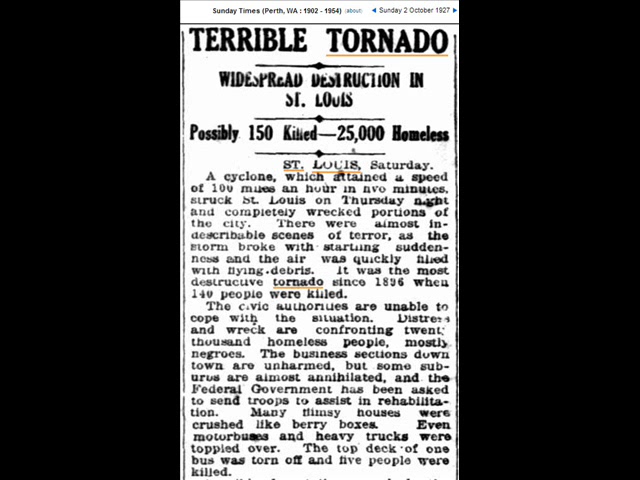 Sunday Times (Perth, WA : 1902 - 1954) (about) ◄ Sunday 2 October 1927 ►
TERRIBLE TORNADO
WIDESPREAD DESTRUCTION IN
ST. LOUIS
Possibly 150 Killed—25,000 Homeless
ST. LOUIS, Saturday.
A cyclone, which attained a speed
of 100 miles an hour in five minutes,
struck St. Louis on Thursday night
and completely wrecked portions of
the city. There were almost in-
describable scenes of terror, as the
storm broke with startling sudden-
ness and the air was quickly filled
with flying debris. It was the most
destructive tornado since 1896 when
140 people were killed.
The civic authorities are unable to
cope with the situation. Distress
and wreck are confronting twenty
thousand homeless people, mostly
negroes. The business sections down
town are unharmed, but some sub-
urbs are almost annihilated, and the
Federal Government has been asked
to send troops to assist in rehabilita-
tion. Many flimsy houses were
crushed like berry boxes. Even
motorbuses and heavy trucks were
toppled over. The top deck of one
bus was torn off and five people were
killed.